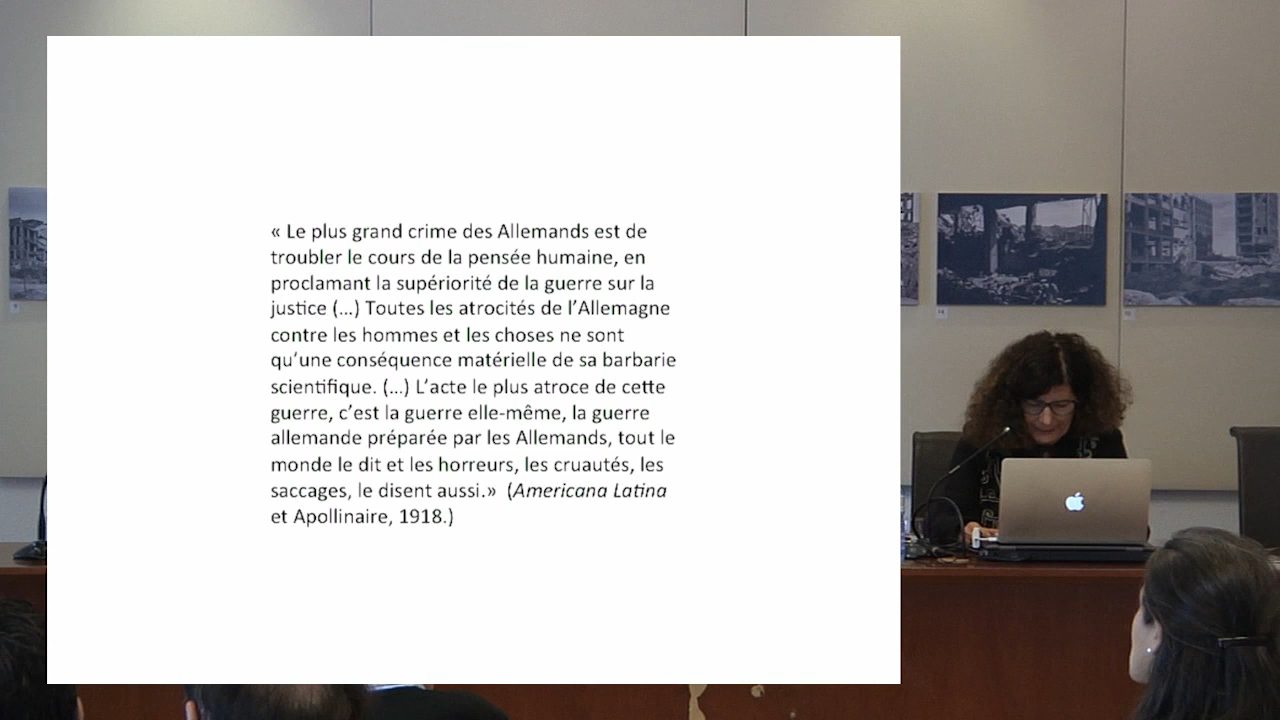 « Le plus grand crime des Allemands est de
troubler le cours de la pensée humaine, en
proclamant la supériorité de la guerre sur la
justice (…) Toutes les atrocités de l’Allemagne
contre les hommes et les choses ne sont
qu’une conséquence matérielle de sa barbarie
scientifique. (…) L’acte le plus atroce de cette
guerre, c’est la guerre elle-même, la guerre
allemande préparée par les Allemands, tout le
monde le dit et les horreurs, les cruautés, les
saccages, le disent aussi.» (Americana Latina
et Apollinaire, 1918.)